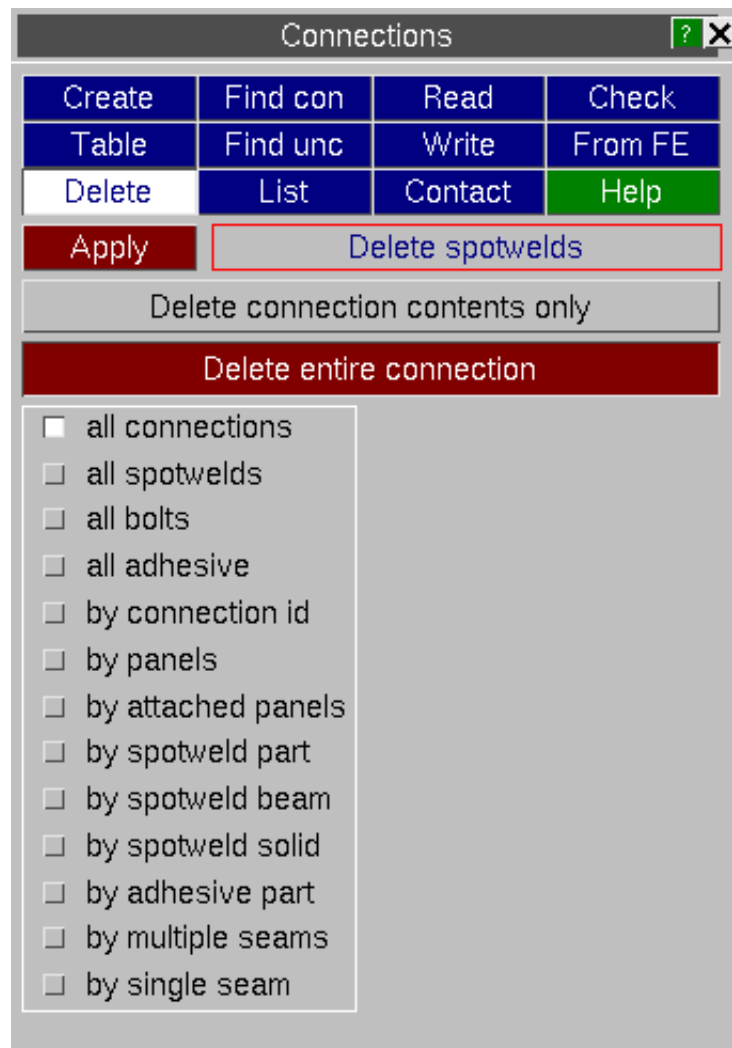 Connections ? X
Create Find con Read Check
Table Find unc Write From FE
Delete List Contact Help
Apply Delete spotwelds
Delete connection contents only
Delete entire connection
all connections
all spotwelds
all bolts
all adhesive
by connection id
by panels
by attached panels
by spotweld part
by spotweld beam
by spotweld solid
by adhesive part
by multiple seams
by single seam